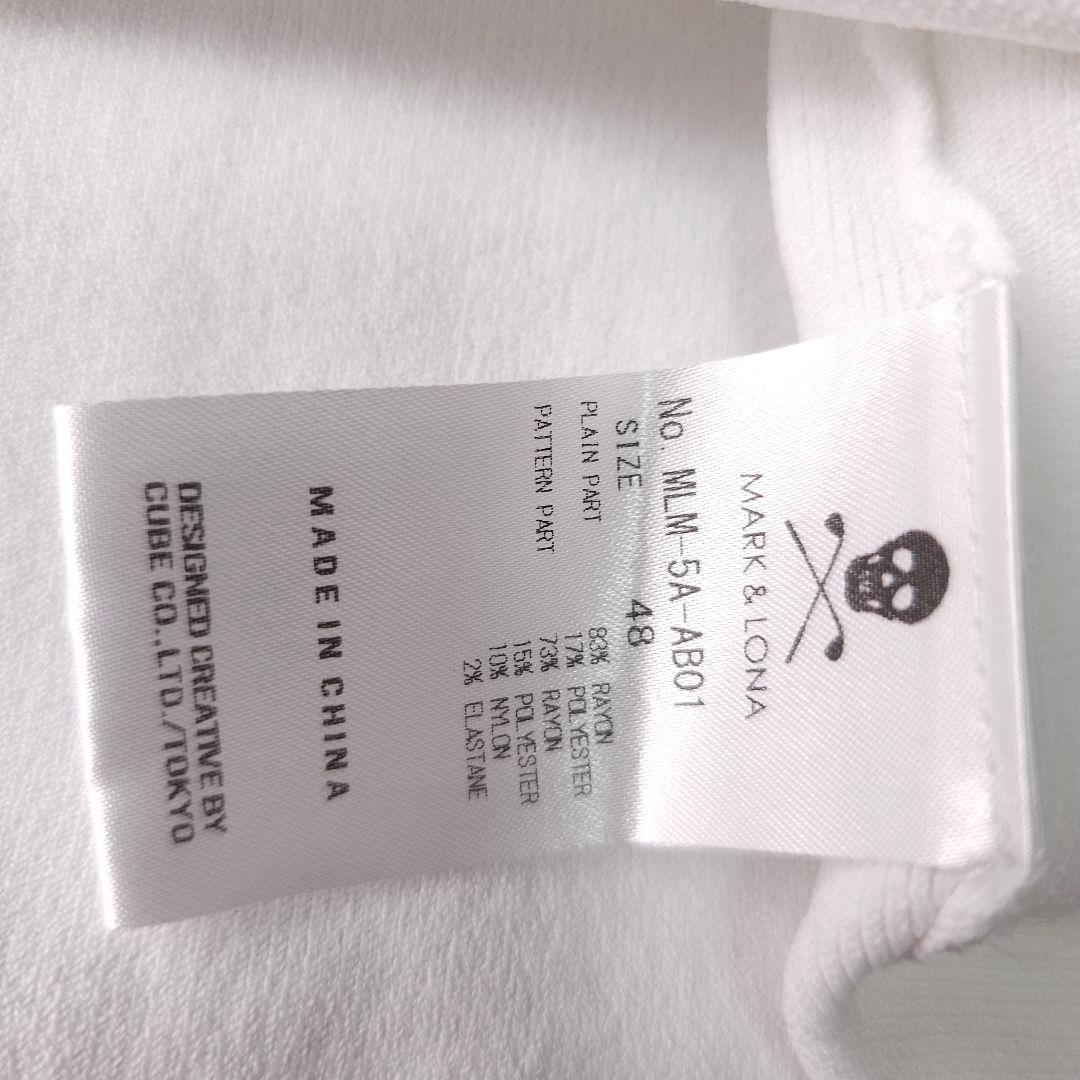 MARK & LONA
No. MLM-5A-AB01
SIZE 48
PLAIN PART 83% RAYON
17% POLYESTER
PATTERN PART 73% RAYON
15% POLYESTER
10% NYLON
2% ELASTANE
MADE IN CHINA
DESIGNED CREATIVE BY
CUBE CO.,LTD./TOKYO